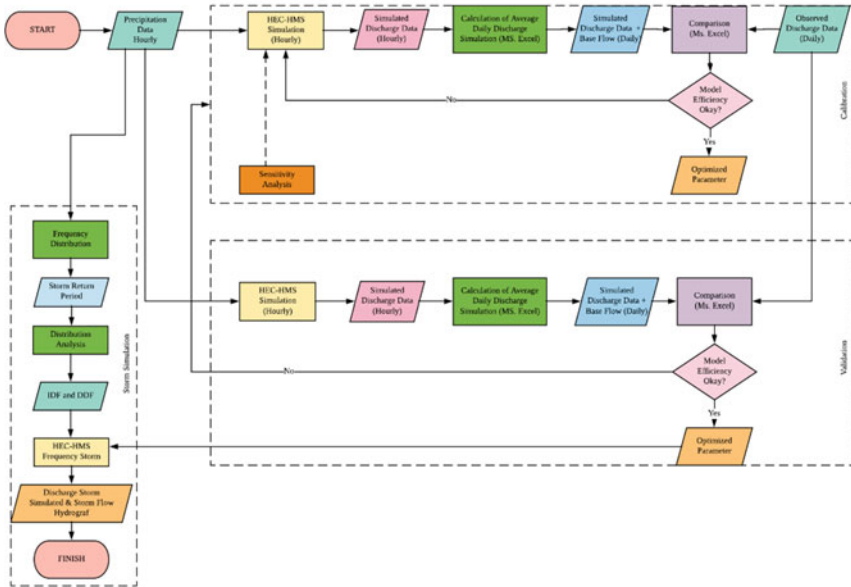 START
Precipitation
Data
Hourly
HEC-HMS
Simulation
(Hourly)
Simulated
Discharge Data
(Hourly)
Calculation of Average
Daily Discharge
Simulation (MS. Excel)
Simulated
Discharge Data +
Base Flow (Daily)
Comparison
(Ms. Excel)
Observed
Discharge Data
(Daily)
No
Model
Efficiency
Okay?
Yes
Sensitivity
Analysis
Optimized
Parameter
Calibration
Frequency
Distribution
Storm Return
Period
Distribution
Analysis
IDF and DDF
HEC-HMS
Frequency Storm
Discharge Storm
Simulated & Storm Flow
Hydrograf
FINISH
Storm Simulation
HEC-HMS
Simulation
(Hourly)
Simulated
Discharge Data
(Hourly)
Calculation of Average
Daily Discharge
Simulation (MS. Excel)
Simulated
Discharge Data +
Base Flow (Daily)
Comparison
(Ms. Excel)
No
Model
Efficiency
Okay?
Yes
Optimized
Parameter
Validation